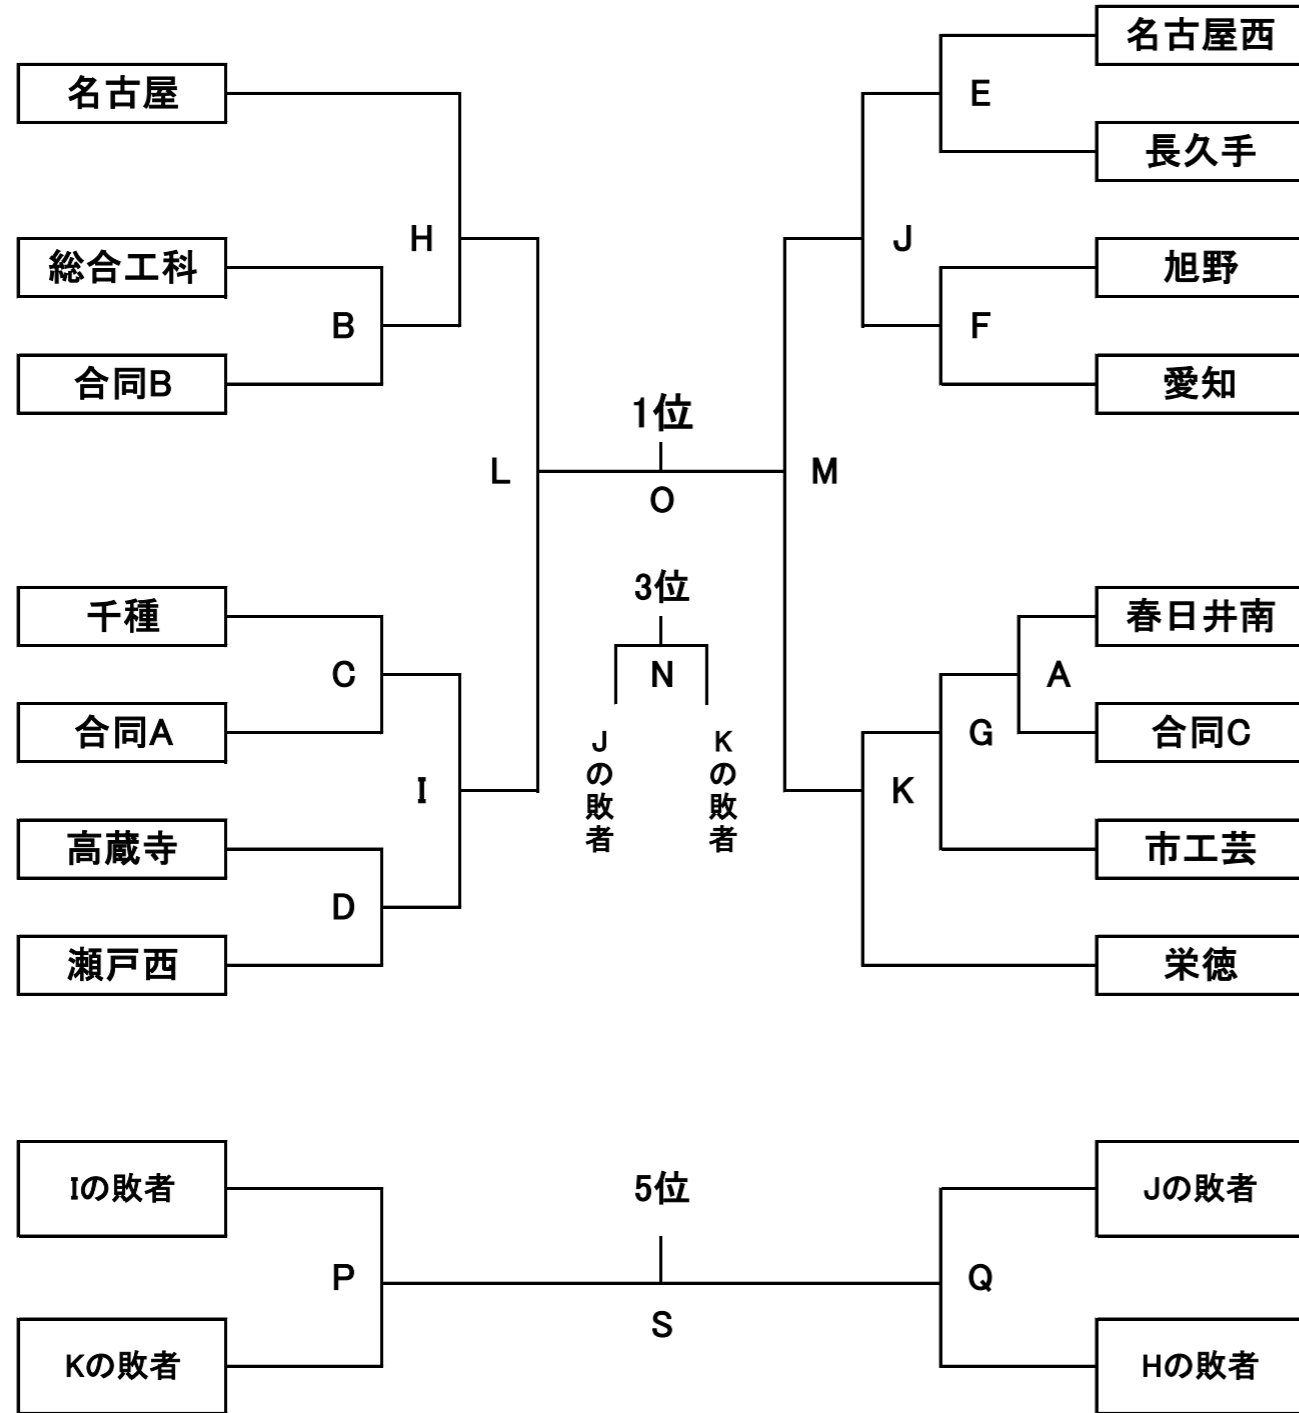 名古屋
総合工科
合同B
千種
合同A
高蔵寺
瀬戸西
H
B
L
C
I
D
1位
O
3位
N
Jの敗者
Kの敗者
M
J
E
F
K
G
A
名古屋西
長久手
旭野
愛知
春日井南
合同C
市工芸
栄徳
Iの敗者
Kの敗者
P
5位
S
Q
Jの敗者
Hの敗者